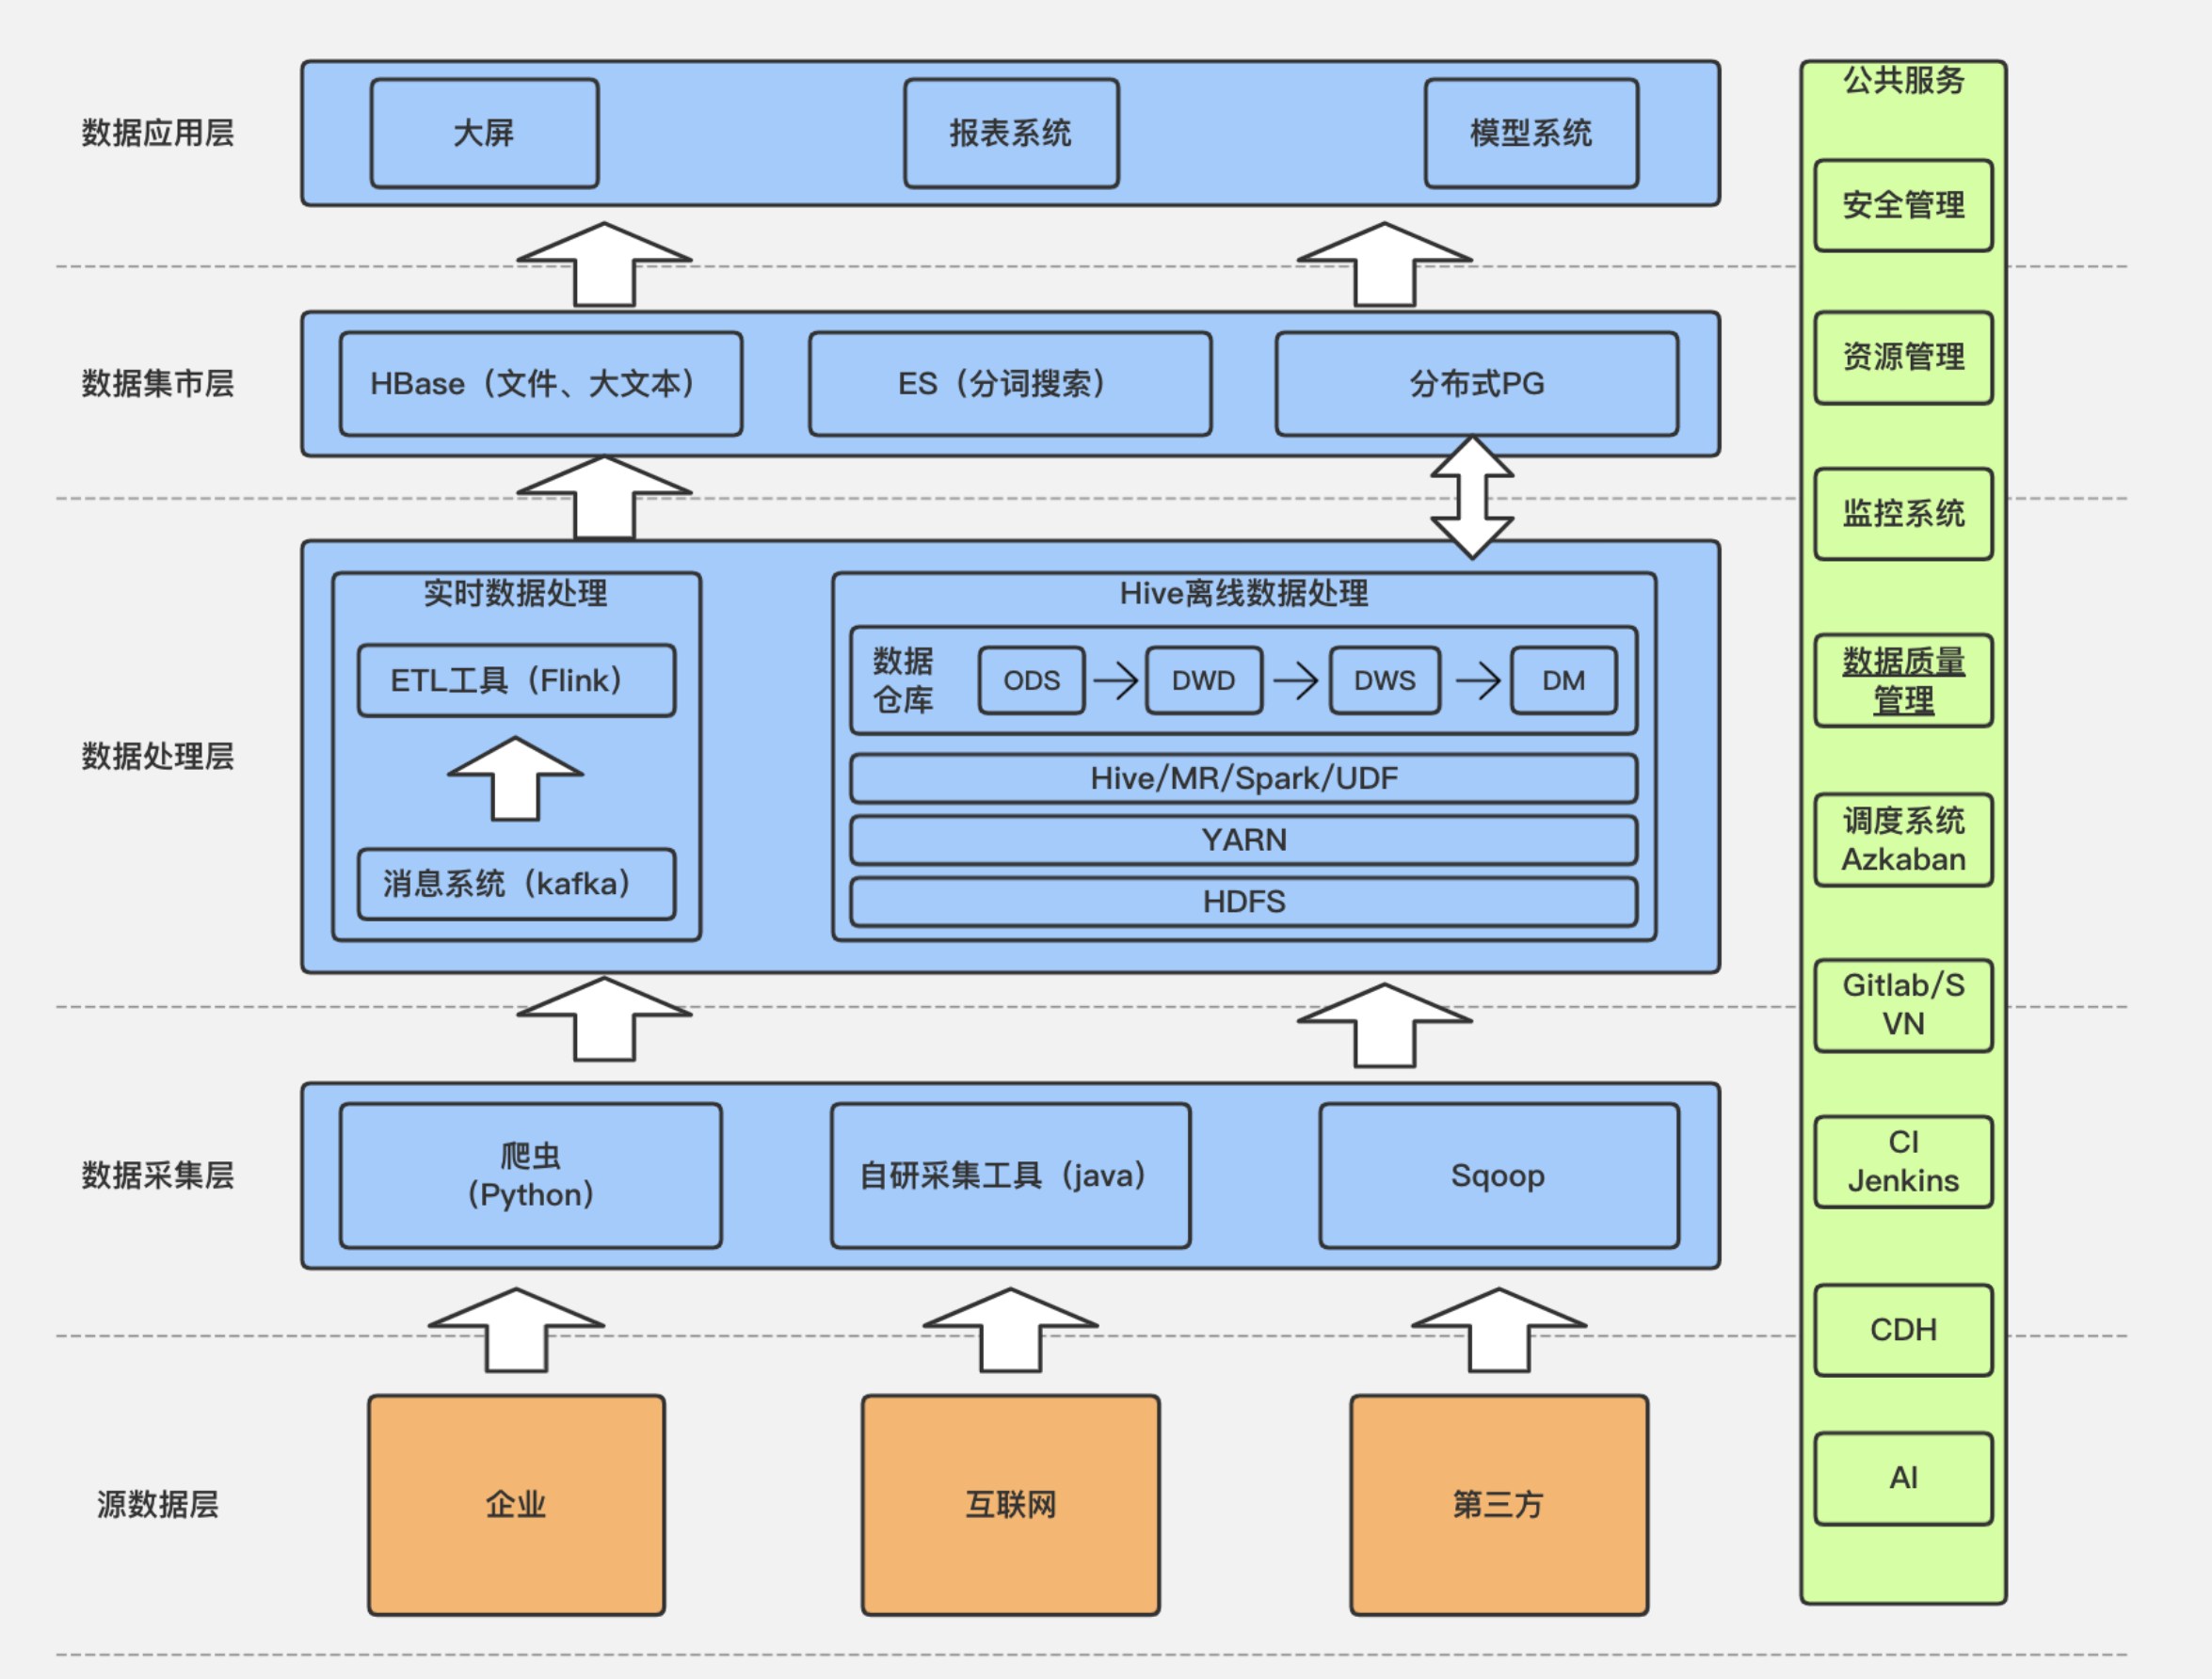 数据应用层
大屏
报表系统
模型系统
数据集市层
HBase（文件、大文本）
ES（分词搜索）
分布式PG
数据处理层
实时数据处理
ETL工具（Flink）
消息系统（kafka）
Hive离线数据处理
数据
仓库
ODS
DWD
DWS
DM
Hive/MR/Spark/UDF
YARN
HDFS
数据采集层
爬虫
（Python）
自研采集工具（java）
Sqoop
源数据层
企业
互联网
第三方
公共服务
安全管理
资源管理
监控系统
数据质量
管理
调度系统
Azkaban
Gitlab/S
VN
CI
Jenkins
CDH
AI